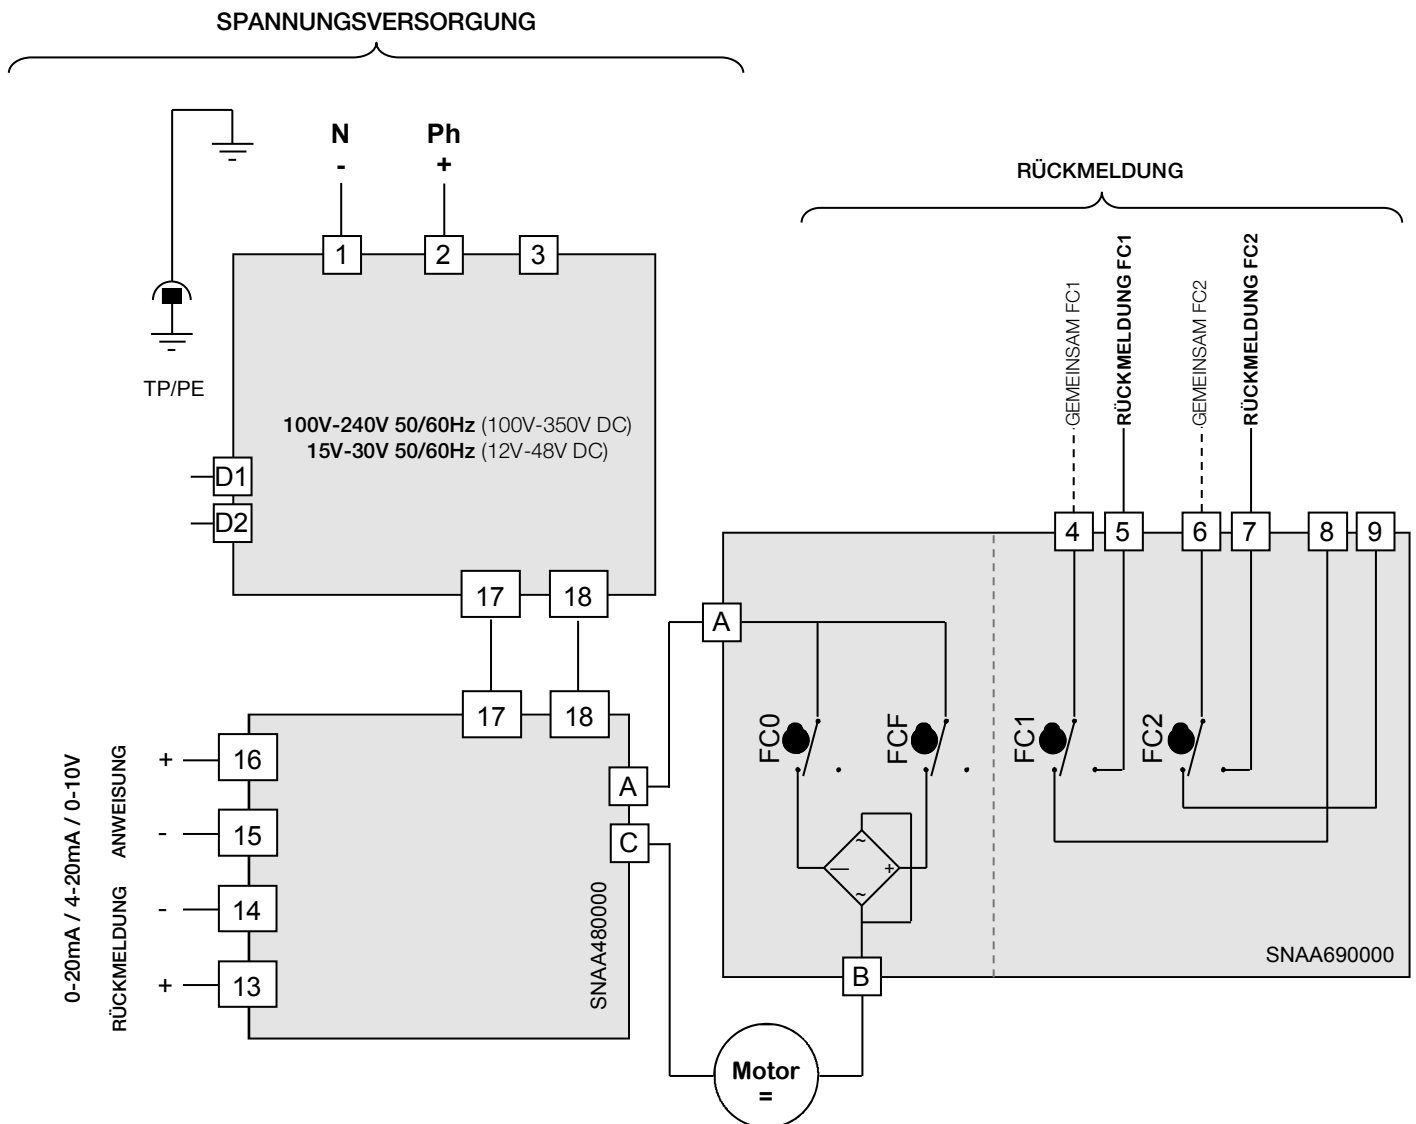 SPANNUNGSVERSORGUNG
N
Ph
-
+
RÜCKMELDUNG
1
2
3
GEMEINSAM FC1
RÜCKMELDUNG FC1
GEMEINSAM FC2
RÜCKMELDUNG FC2
TP/PE
100V-240V 50/60Hz (100V-350V DC)
15V-30V 50/60Hz (12V-48V DC)
D1
D2
4
5
6
7
8
9
17
18
A
17
18
FC0
FCF
FC1
FC2
0-20mA / 4-20mA / 0-10V
ANWEISUNG
RÜCKMELDUNG
+
16
-
15
-
14
+
13
A
C
SNAA480000
~
—
+
~
SNAA690000
B
Motor
=